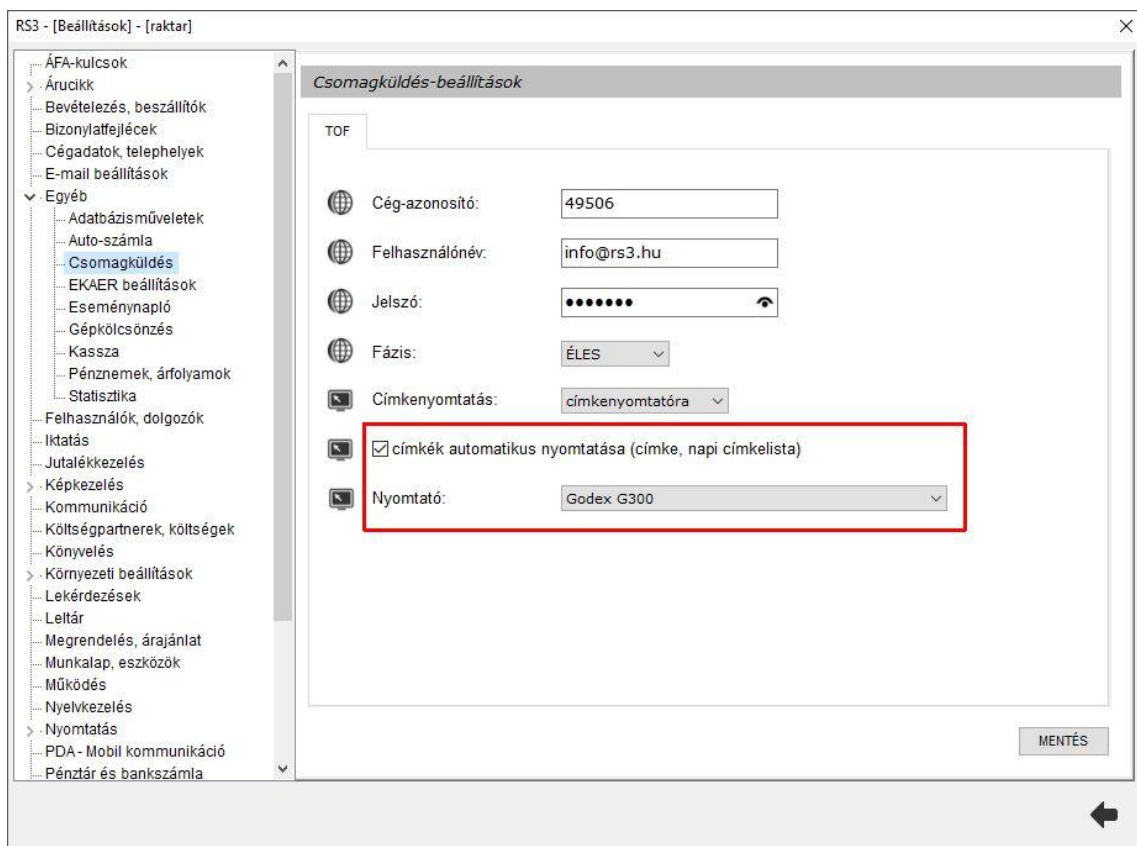 RS3 - [Beállítások] - [raktar]
ÁFA-kulcsok
Árucikk
Bevételezés, beszállítók
Bizonylatfejlécek
Cégadatok, telephelyek
E-mail beállítások
Egyéb
Adatbázisműveletek
Auto-számla
Csomagküldés
EKAER beállítások
Eseménynapló
Gépkölcsönzés
Kassza
Pénznemek, árfolyamok
Statisztika
Felhasználók, dolgozók
Iktatás
Jutalékkezelés
Képkezelés
Kommunikáció
Költségpartnerek, költségek
Könyvelés
Környezeti beállítások
Lekérdezések
Leltár
Megrendelés, árajánlat
Munkalap, eszközök
Működés
Nyelvkezelés
Nyomtatás
PDA - Mobil kommunikáció
Pénztár és bankszámla
Csomagküldés-beállítások
TOF
Cég-azonosító: 49506
Felhasználónév: info@rs3.hu
Jelszó: •••••••
Fázis: ÉLES
Címkenyomtatás: címkenyomtatóra
címkék automatikus nyomtatása (címke, napi címkelista)
Nyomtató: Godex G300
MENTÉS